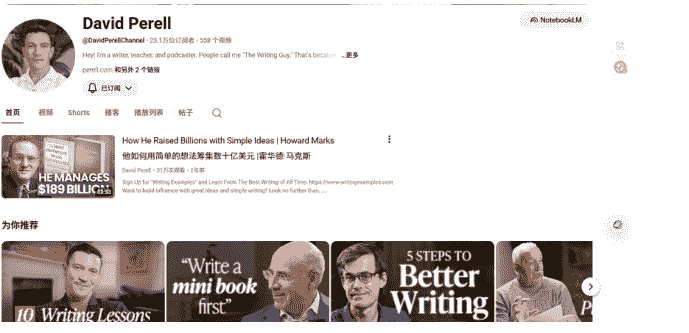 David Perell
NotebookLM
@DavidPerellChannel · 23.1万位订阅者 · 558 个视频
Hey! I'm a writer, teacher, and podcaster. People call me "The Writing Guy." That's because ...更多
perell.com 和另外 2 个链接
已订阅
首页 视频 Shorts 播客 播放列表 帖子
How He Raised Billions with Simple Ideas | Howard Marks
他如何用简单的想法筹集数十亿美元 |霍华德·马克斯
David Perell · 31万次观看 · 2年前
Sign Up for "Writing Examples" and Learn From The Best Writing of All Time: https://www.writingexamples.com
Want to build influence with great ideas and simple writing? Look no further than...
HE MANAGES
$189 BILLION
为你推荐
10 Writing Lessons
"Write a
mini book
first"
5 STEPS TO
Better
Writing